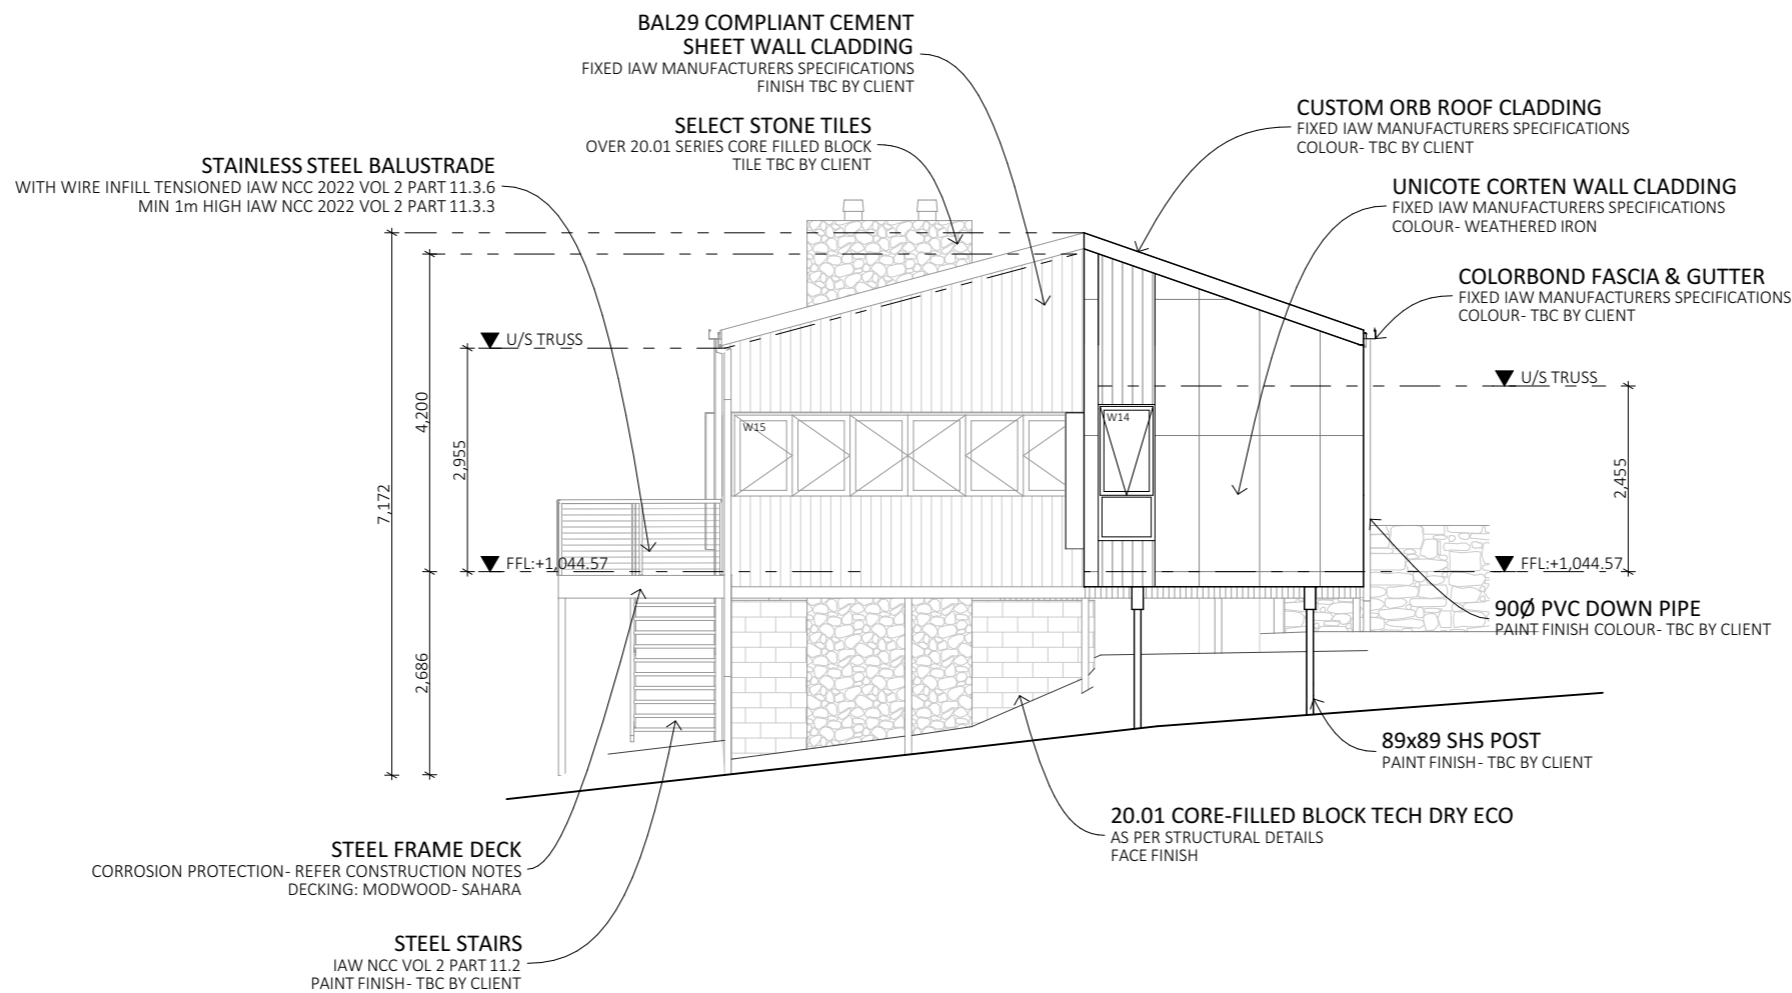 BAL29 COMPLIANT CEMENT
SHEET WALL CLADDING
FIXED IAW MANUFACTURERS SPECIFICATIONS
FINISH TBC BY CLIENT
SELECT STONE TILES
OVER 20.01 SERIES CORE FILLED BLOCK
TILE TBC BY CLIENT
STAINLESS STEEL BALUSTRADE
WITH WIRE INFILL TENSIONED IAW NCC 2022 VOL 2 PART 11.3.6
MIN 1m HIGH IAW NCC 2022 VOL 2 PART 11.3.3
CUSTOM ORB ROOF CLADDING
FIXED IAW MANUFACTURERS SPECIFICATIONS
COLOUR- TBC BY CLIENT
UNICOTE CORTEN WALL CLADDING
FIXED IAW MANUFACTURERS SPECIFICATIONS
COLOUR- WEATHERED IRON
COLORBOND FASCIA & GUTTER
FIXED IAW MANUFACTURERS SPECIFICATIONS
COLOUR- TBC BY CLIENT
U/S TRUSS
U/S TRUSS
7,172
4,200
2,955
2,686
2,455
W15
W14
FFL:+1,044.57
FFL:+1,044.57
90Ø PVC DOWN PIPE
PAINT FINISH COLOUR- TBC BY CLIENT
89x89 SHS POST
PAINT FINISH- TBC BY CLIENT
20.01 CORE-FILLED BLOCK TECH DRY ECO
AS PER STRUCTURAL DETAILS
FACE FINISH
STEEL FRAME DECK
CORROSION PROTECTION- REFER CONSTRUCTION NOTES
DECKING: MODWOOD- SAHARA
STEEL STAIRS
IAW NCC VOL 2 PART 11.2
PAINT FINISH- TBC BY CLIENT